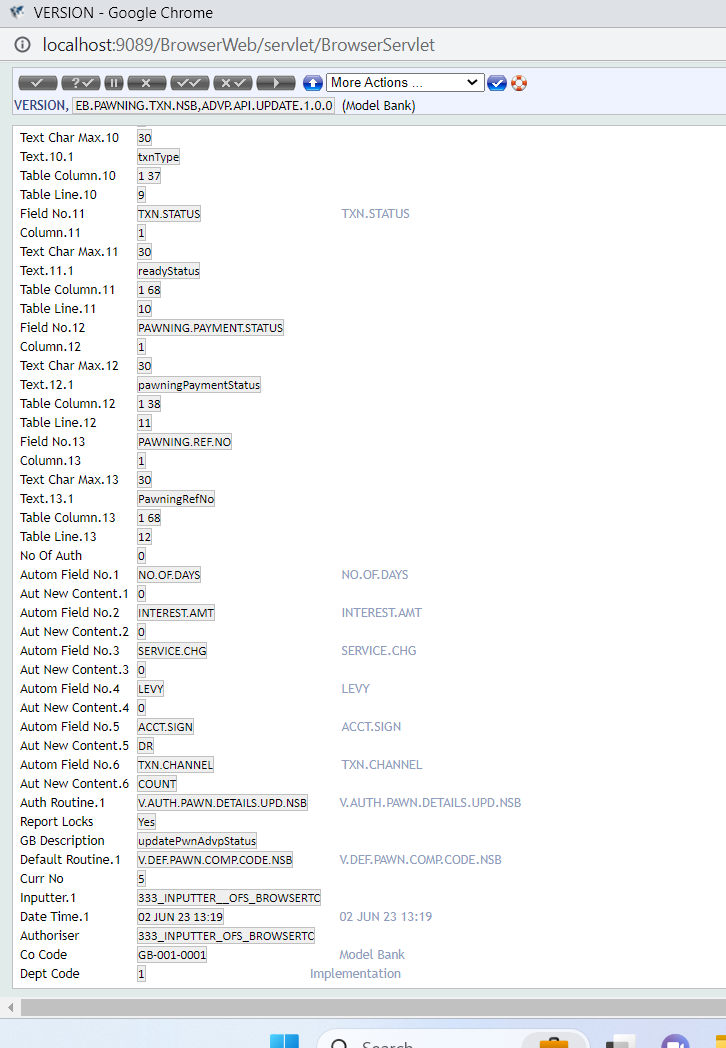 VERSION - Google Chrome
localhost:9089/BrowserWeb/servlet/BrowserServlet
More Actions ...
VERSION, EB.PAWNING.TXN.NSB,ADVP.API.UPDATE.1.0.0 (Model Bank)
Text Char Max.10 30
Text.10.1 txnType
Table Column.10 1 37
Table Line.10 9
Field No.11 TXN.STATUS TXN.STATUS
Column.11 1
Text Char Max.11 30
Text.11.1 readyStatus
Table Column.11 1 68
Table Line.11 10
Field No.12 PAWNING.PAYMENT.STATUS
Column.12 1
Text Char Max.12 30
Text.12.1 pawningPaymentStatus
Table Column.12 1 38
Table Line.12 11
Field No.13 PAWNING.REF.NO
Column.13 1
Text Char Max.13 30
Text.13.1 PawningRefNo
Table Column.13 1 68
Table Line.13 12
No Of Auth 0
Autom Field No.1 NO.OF.DAYS NO.OF.DAYS
Aut New Content.1 0
Autom Field No.2 INTEREST.AMT INTEREST.AMT
Aut New Content.2 0
Autom Field No.3 SERVICE.CHG SERVICE.CHG
Aut New Content.3 0
Autom Field No.4 LEVY LEVY
Aut New Content.4 0
Autom Field No.5 ACCT.SIGN ACCT.SIGN
Aut New Content.5 DR
Autom Field No.6 TXN.CHANNEL TXN.CHANNEL
Aut New Content.6 COUNT
Auth Routine.1 V.AUTH.PAWN.DETAILS.UPD.NSB V.AUTH.PAWN.DETAILS.UPD.NSB
Report Locks Yes
GB Description updatePwnAdvpStatus
Default Routine.1 V.DEF.PAWN.COMP.CODE.NSB V.DEF.PAWN.COMP.CODE.NSB
Curr No 5
Inputter.1 333_INPUTTER__OFS_BROWSERTC
Date Time.1 02 JUN 23 13:19 02 JUN 23 13:19
Authoriser 333_INPUTTER_OFS_BROWSERTC
Co Code GB-001-0001 Model Bank
Dept Code 1 Implementation
Search